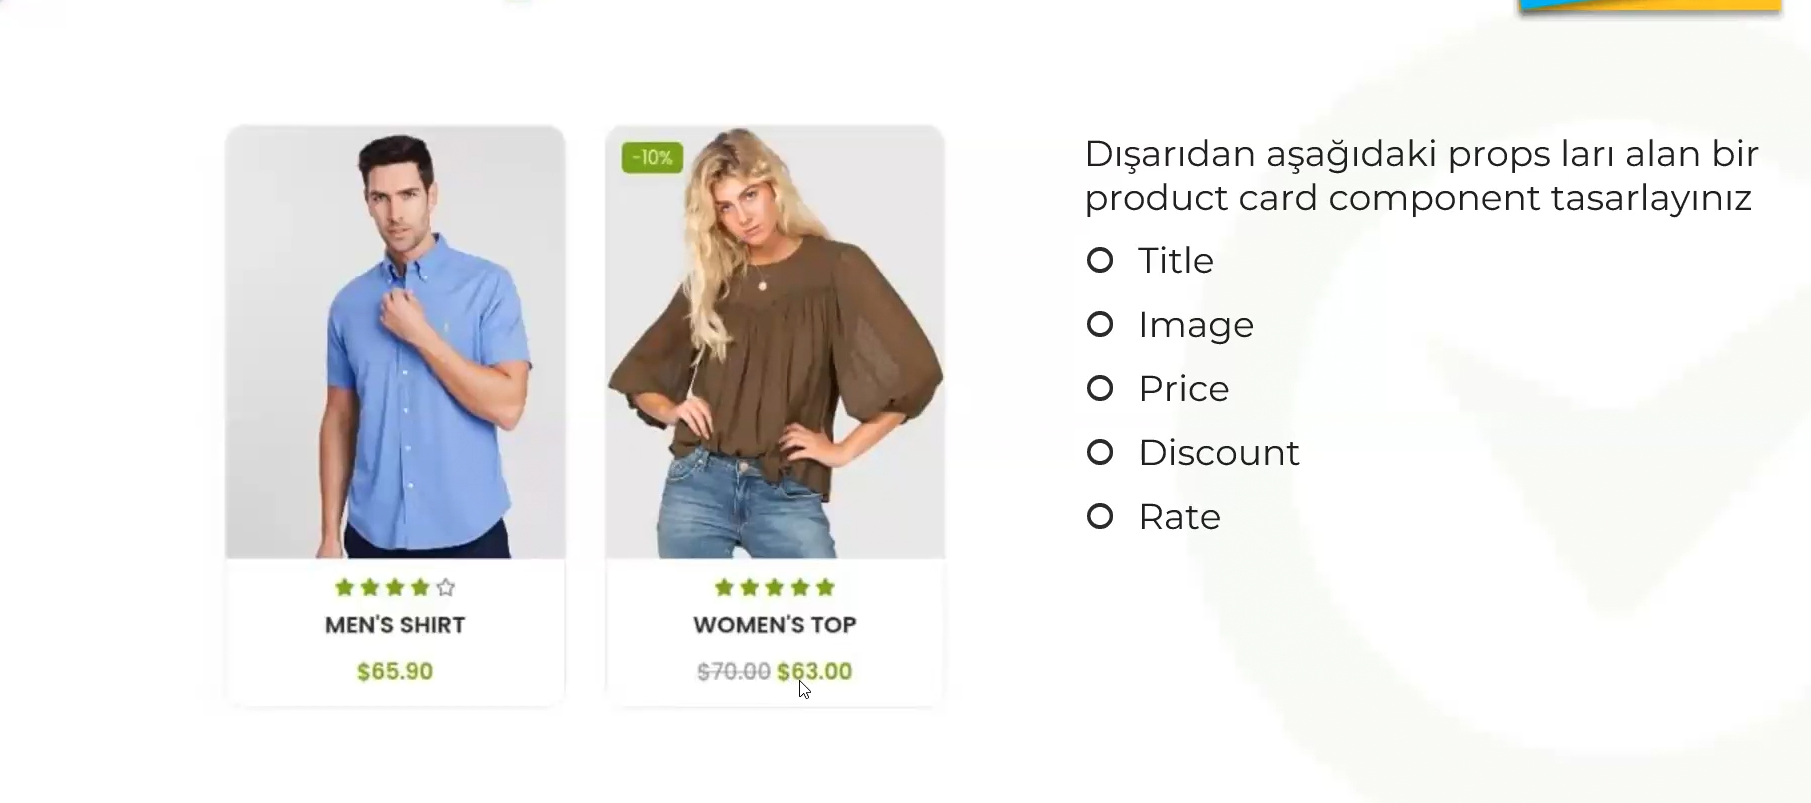 -10%
MEN'S SHIRT
$65.90
WOMEN'S TOP
$70.00 $63.00
Dışarıdan aşağıdaki props ları alan bir
product card component tasarlayınız
Title
Image
Price
Discount
Rate